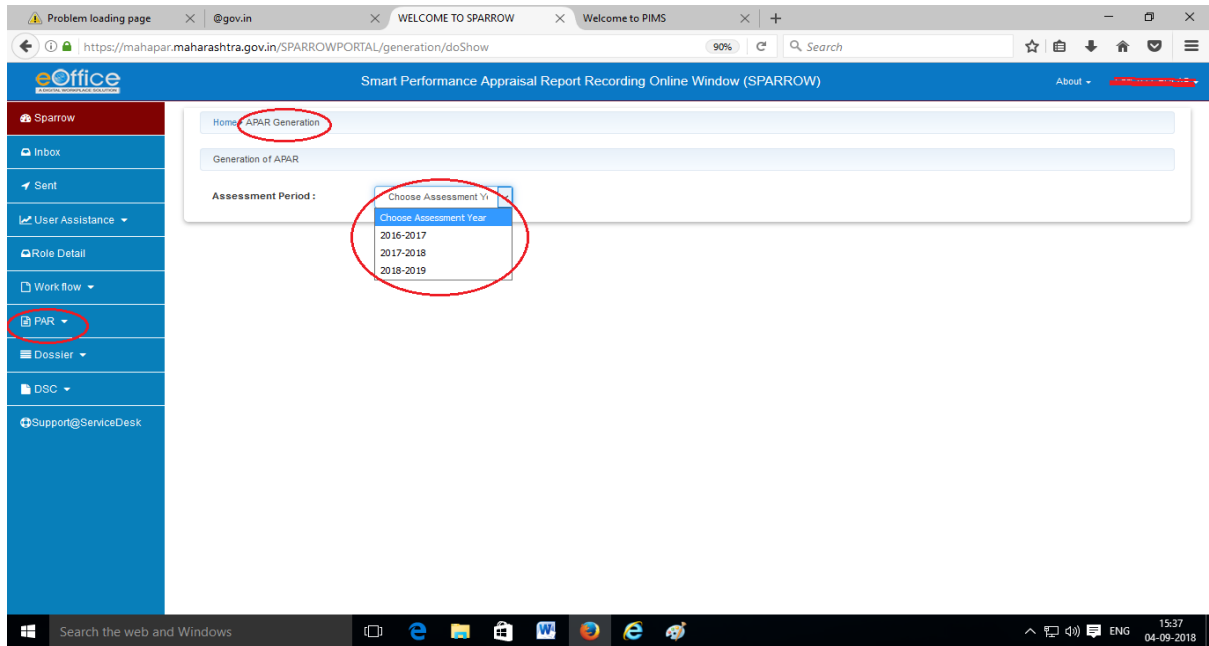 Problem loading page
@gov.in
WELCOME TO SPARROW
Welcome to PIMS
https://mahapar.maharashtra.gov.in/SPARROWPORTAL/generation/doShow
90%
Search
eOffice
A DIGITAL WORKPLACE SOLUTION
Smart Performance Appraisal Report Recording Online Window (SPARROW)
About
Sparrow
Inbox
Sent
User Assistance
Role Detail
Work flow
PAR
Dossier
DSC
Support@ServiceDesk
Home APAR Generation
Generation of APAR
Assessment Period :
Choose Assessment Y
Choose Assessment Year
2016-2017
2017-2018
2018-2019
Search the web and Windows
ENG
15:37
04-09-2018